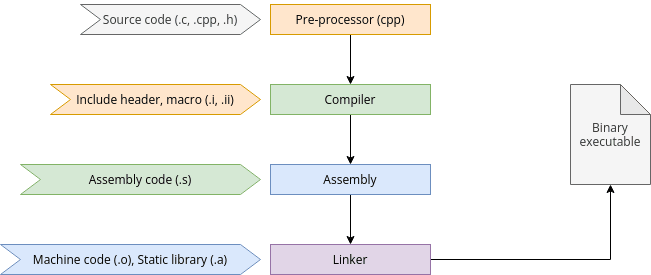 Source code (.c, .cpp, .h)
Pre-processor (cpp)
Include header, macro (.i, .ii)
Compiler
Binary
executable
Assembly code (.s)
Assembly
Machine code (.o), Static library (.a)
Linker